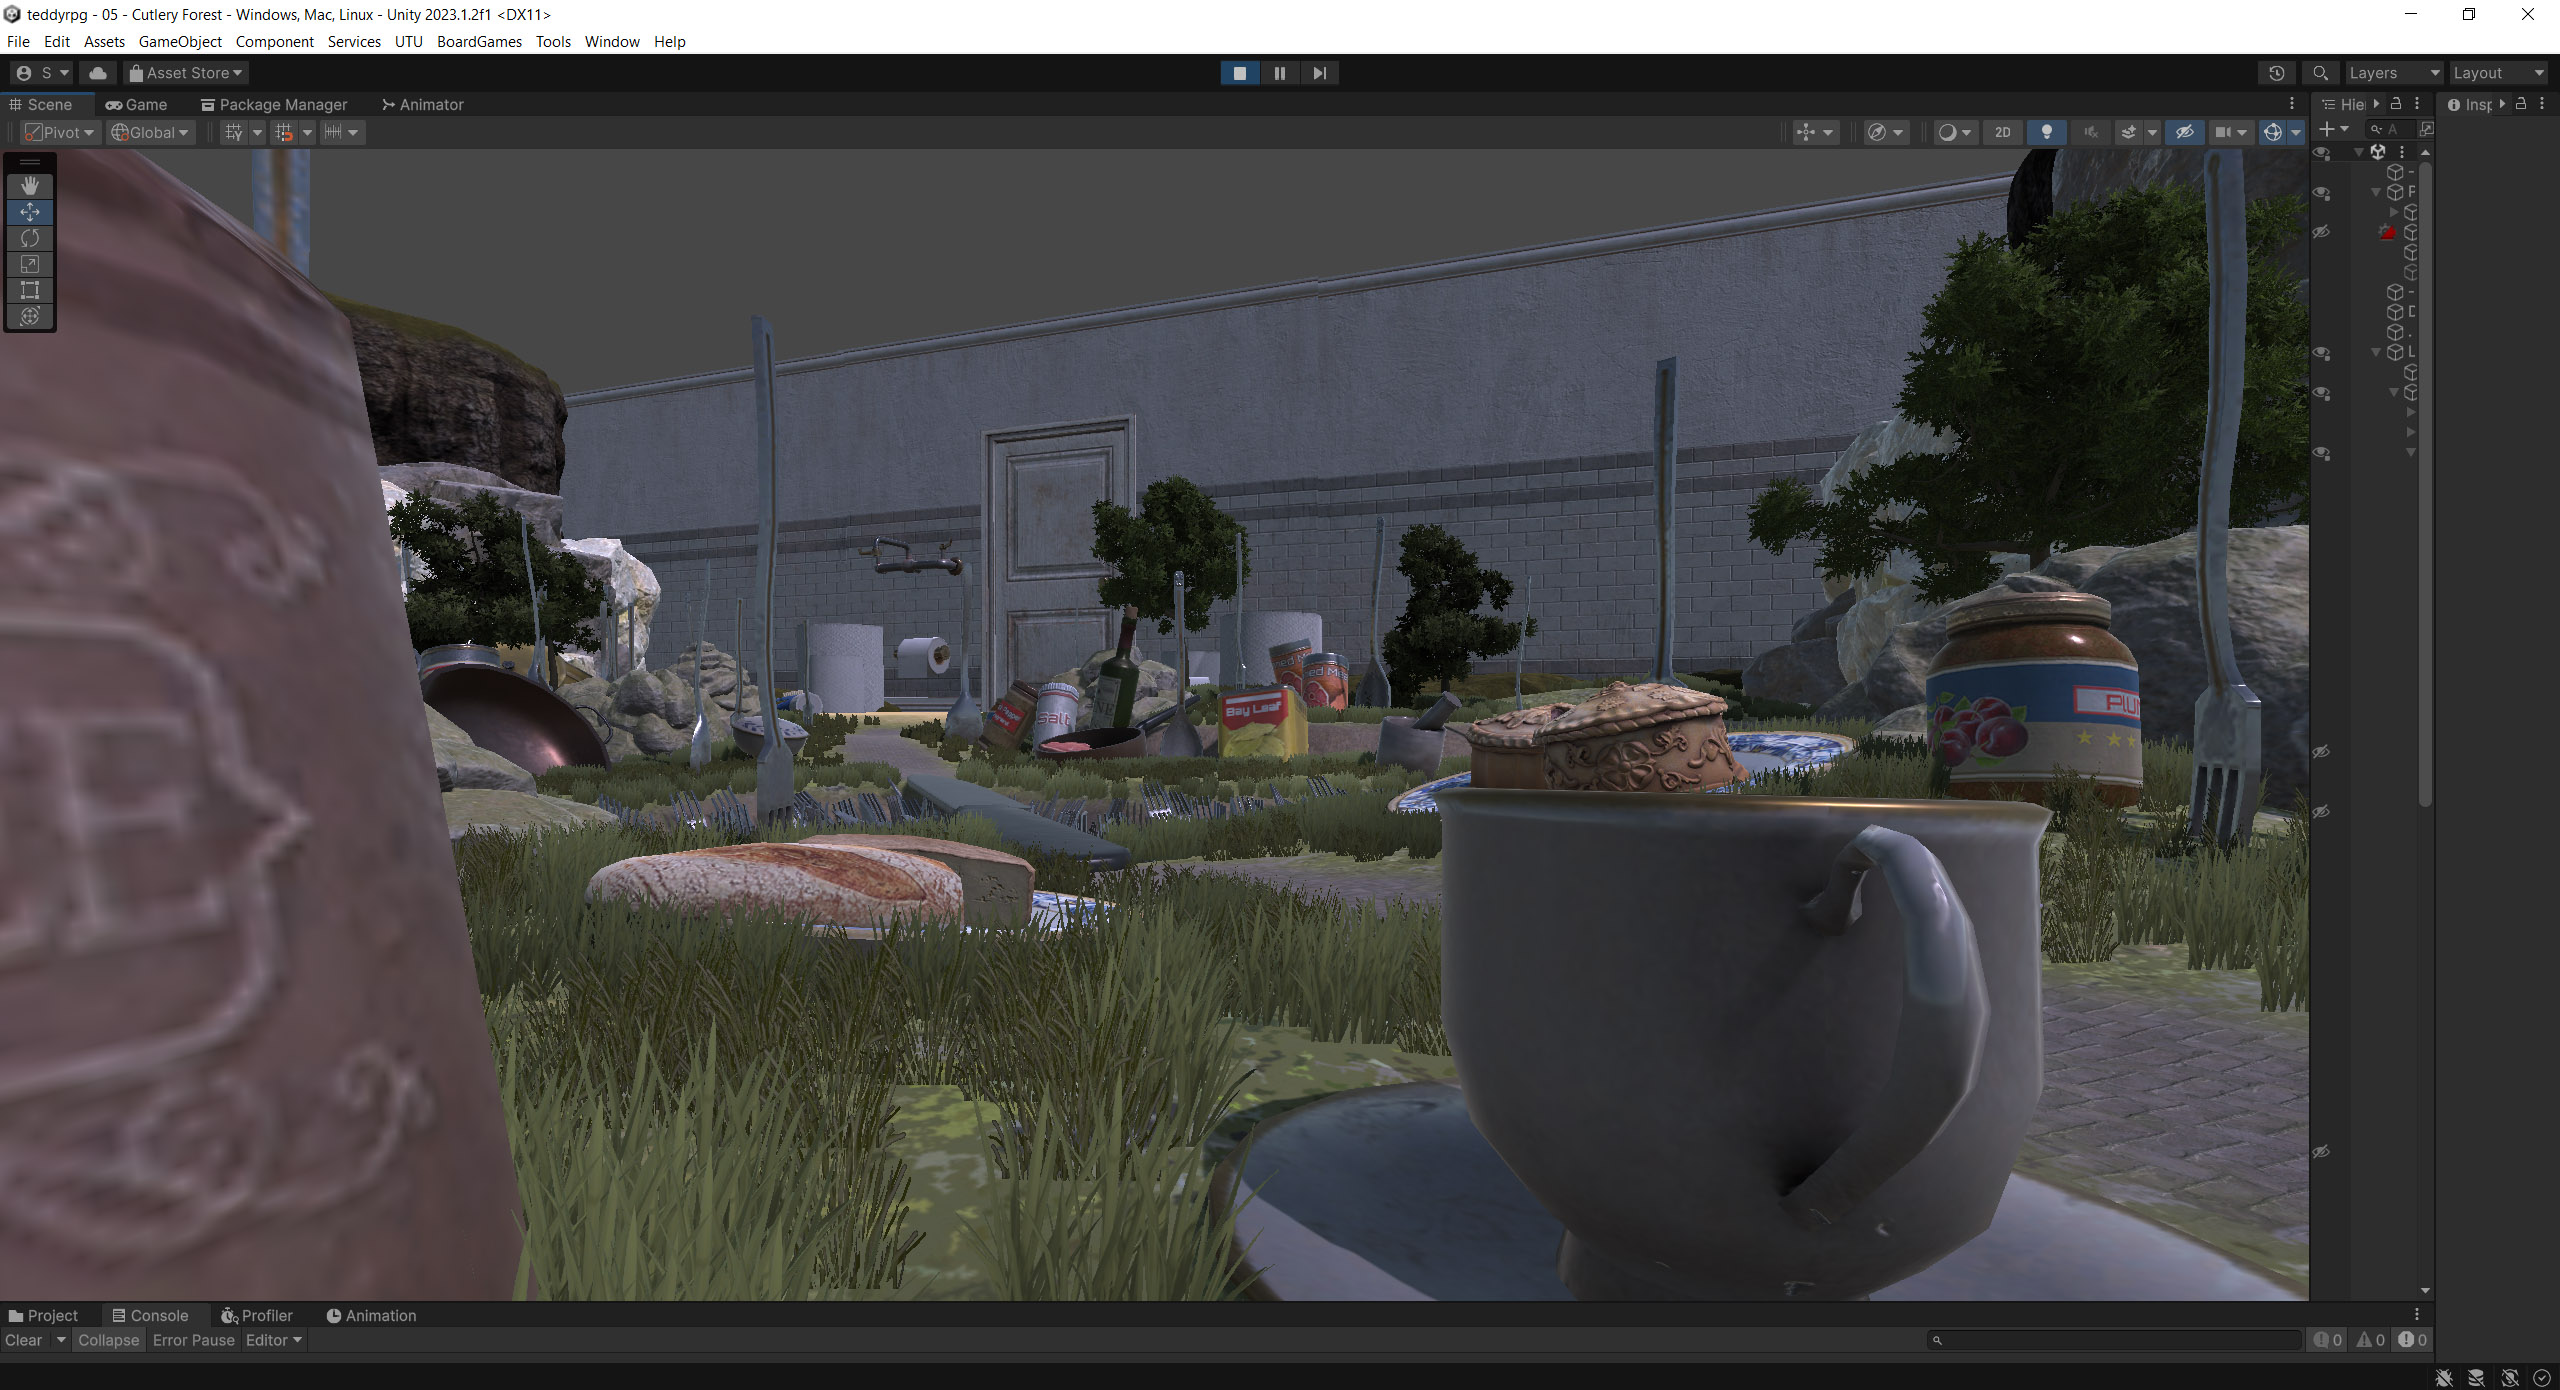 teddyrpg - 05 - Cutlery Forest - Windows, Mac, Linux - Unity 2023.1.2f1 <DX11>
File Edit Assets GameObject Component Services UTU BoardGames Tools Window Help
S Asset Store Layers Layout
Scene Game Package Manager Animator Hie Insp
Pivot Global 2D
Salt
Bay Leaf
Project Console Profiler Animation
Clear Collapse Error Pause Editor 0 0 0